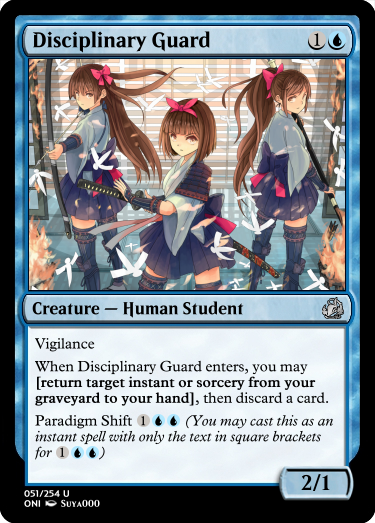 Disciplinary Guard 1
Creature — Human Student
Vigilance
When Disciplinary Guard enters, you may
[return target instant or sorcery from your
graveyard to your hand], then discard a card.
Paradigm Shift 1 (You may cast this as an
instant spell with only the text in square brackets
for 1)
2/1
051/254 U
ONI Suya000